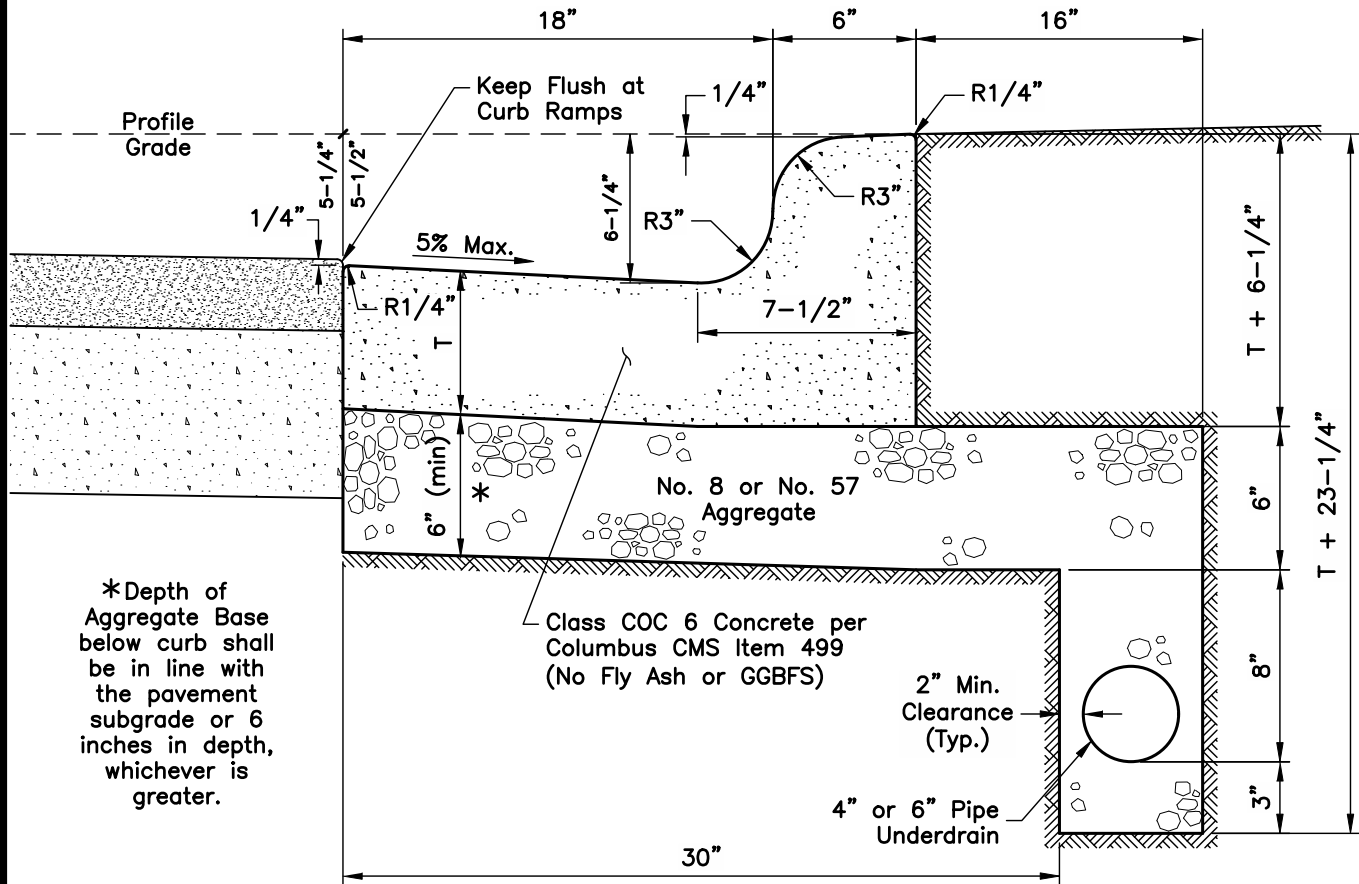 18”
6”
16”
Keep Flush at
Curb Ramps
1/4”
R1/4”
Profile
Grade
5-1/4”
5-1/2”
1/4”
6-1/4”
R3”
R3”
5% Max.
R1/4”
T
7-1/2”
T + 6-1/4”
6” (min)
*
No. 8 or No. 57
Aggregate
6”
T + 23-1/4”
*Depth of
Aggregate Base
below curb shall
be in line with
the pavement
subgrade or 6
inches in depth,
whichever is
greater.
Class COC 6 Concrete per
Columbus CMS Item 499
(No Fly Ash or GGBFS)
2” Min.
Clearance
(Typ.)
8”
4” or 6” Pipe
Underdrain
3”
30”